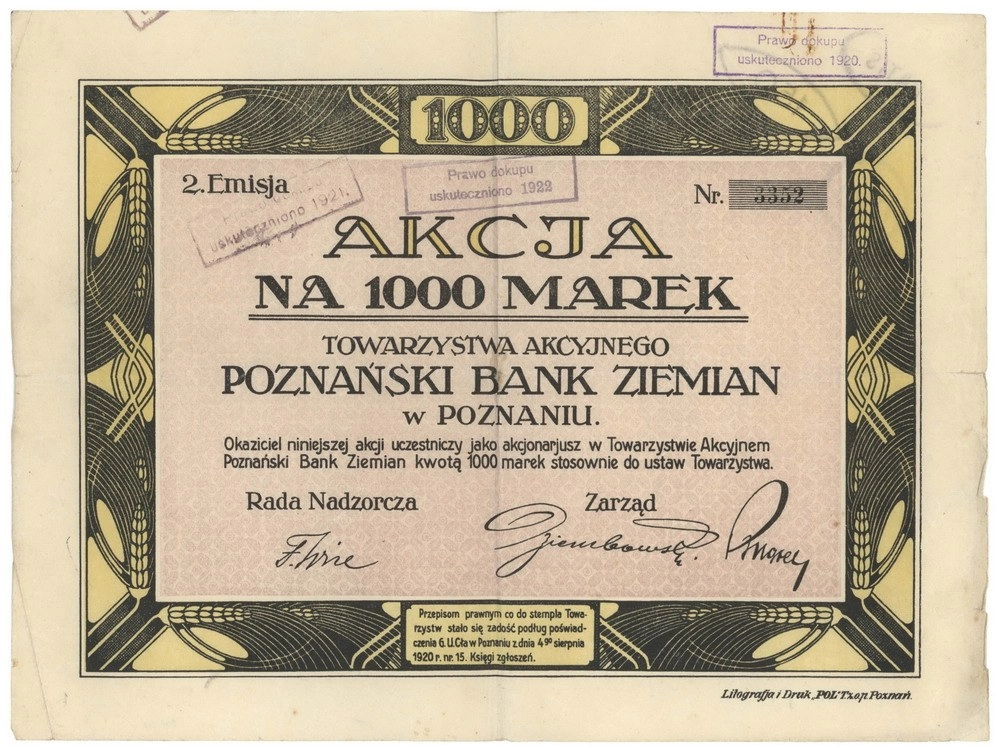 Prawo dokupu
uskuteczniono 1920.
1000
2. Emisja
Nr. 3352
uskuteczniono 1921.
Prawo dokupu
uskuteczniono 1922
AKCJA
NA 1000 MAREK
TOWARZYSTWA AKCYJNEGO
POZNAŃSKI BANK ZIEMIAN
w POZNANIU.
Okaziciel niniejszej akcji uczestniczy jako akcjonarjusz w Towarzystwie Akcyjnem
Poznański Bank Ziemian kwotą 1000 marek stosownie do ustaw Towarzystwa.
Rada Nadzorcza Zarząd
Przepisom prawnym co do stempla Towa-
rzystw stało się zadość podług poświad-
czenia 6. U. Cła w Poznaniu z dnia 4go sierpnia
1920 r. nr. 15. Księgi zgłoszeń.
Litografja i Druk „POL" T.z o.p. Poznań.